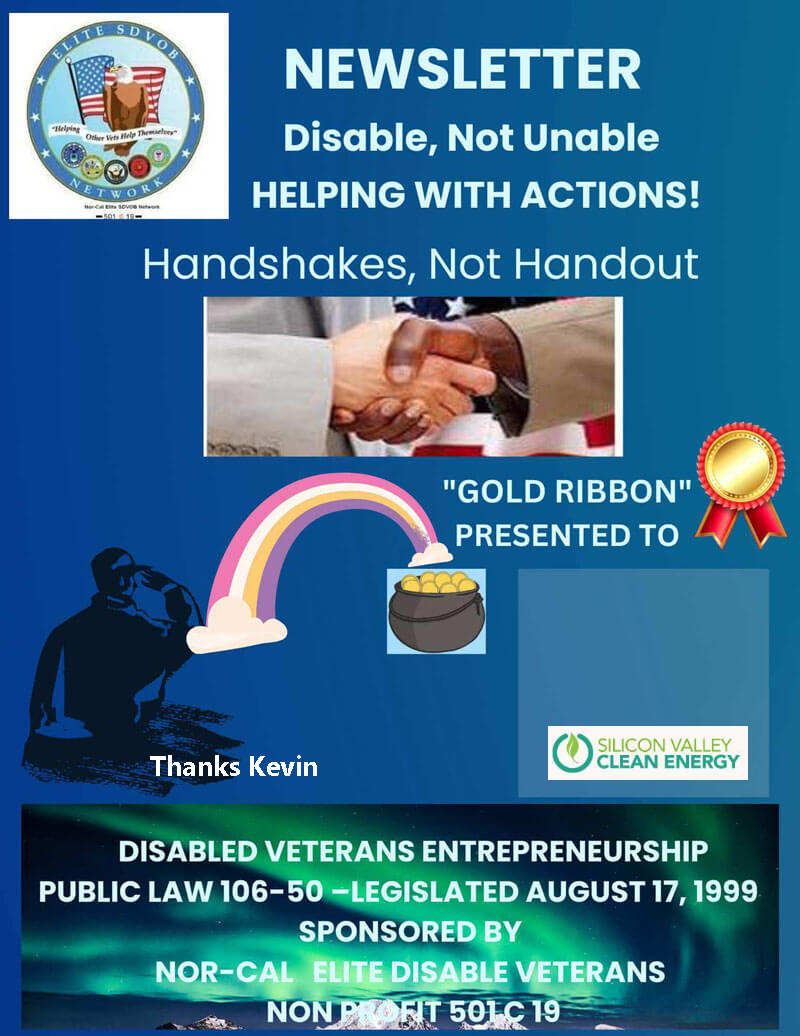 ELITE SDVOB
"Helping Other Vets Help Themselves"
NETWORK
Nor-Cal Elite SDVOB Network
501 C 19
NEWSLETTER
Disable, Not Unable
HELPING WITH ACTIONS!
Handshakes, Not Handout
"GOLD RIBBON"
PRESENTED TO
Thanks Kevin
SILICON VALLEY
CLEAN ENERGY
DISABLED VETERANS ENTREPRENEURSHIP
PUBLIC LAW 106-50 –LEGISLATED AUGUST 17, 1999
SPONSORED BY
NOR-CAL ELITE DISABLE VETERANS
NON PROFIT 501 C 19